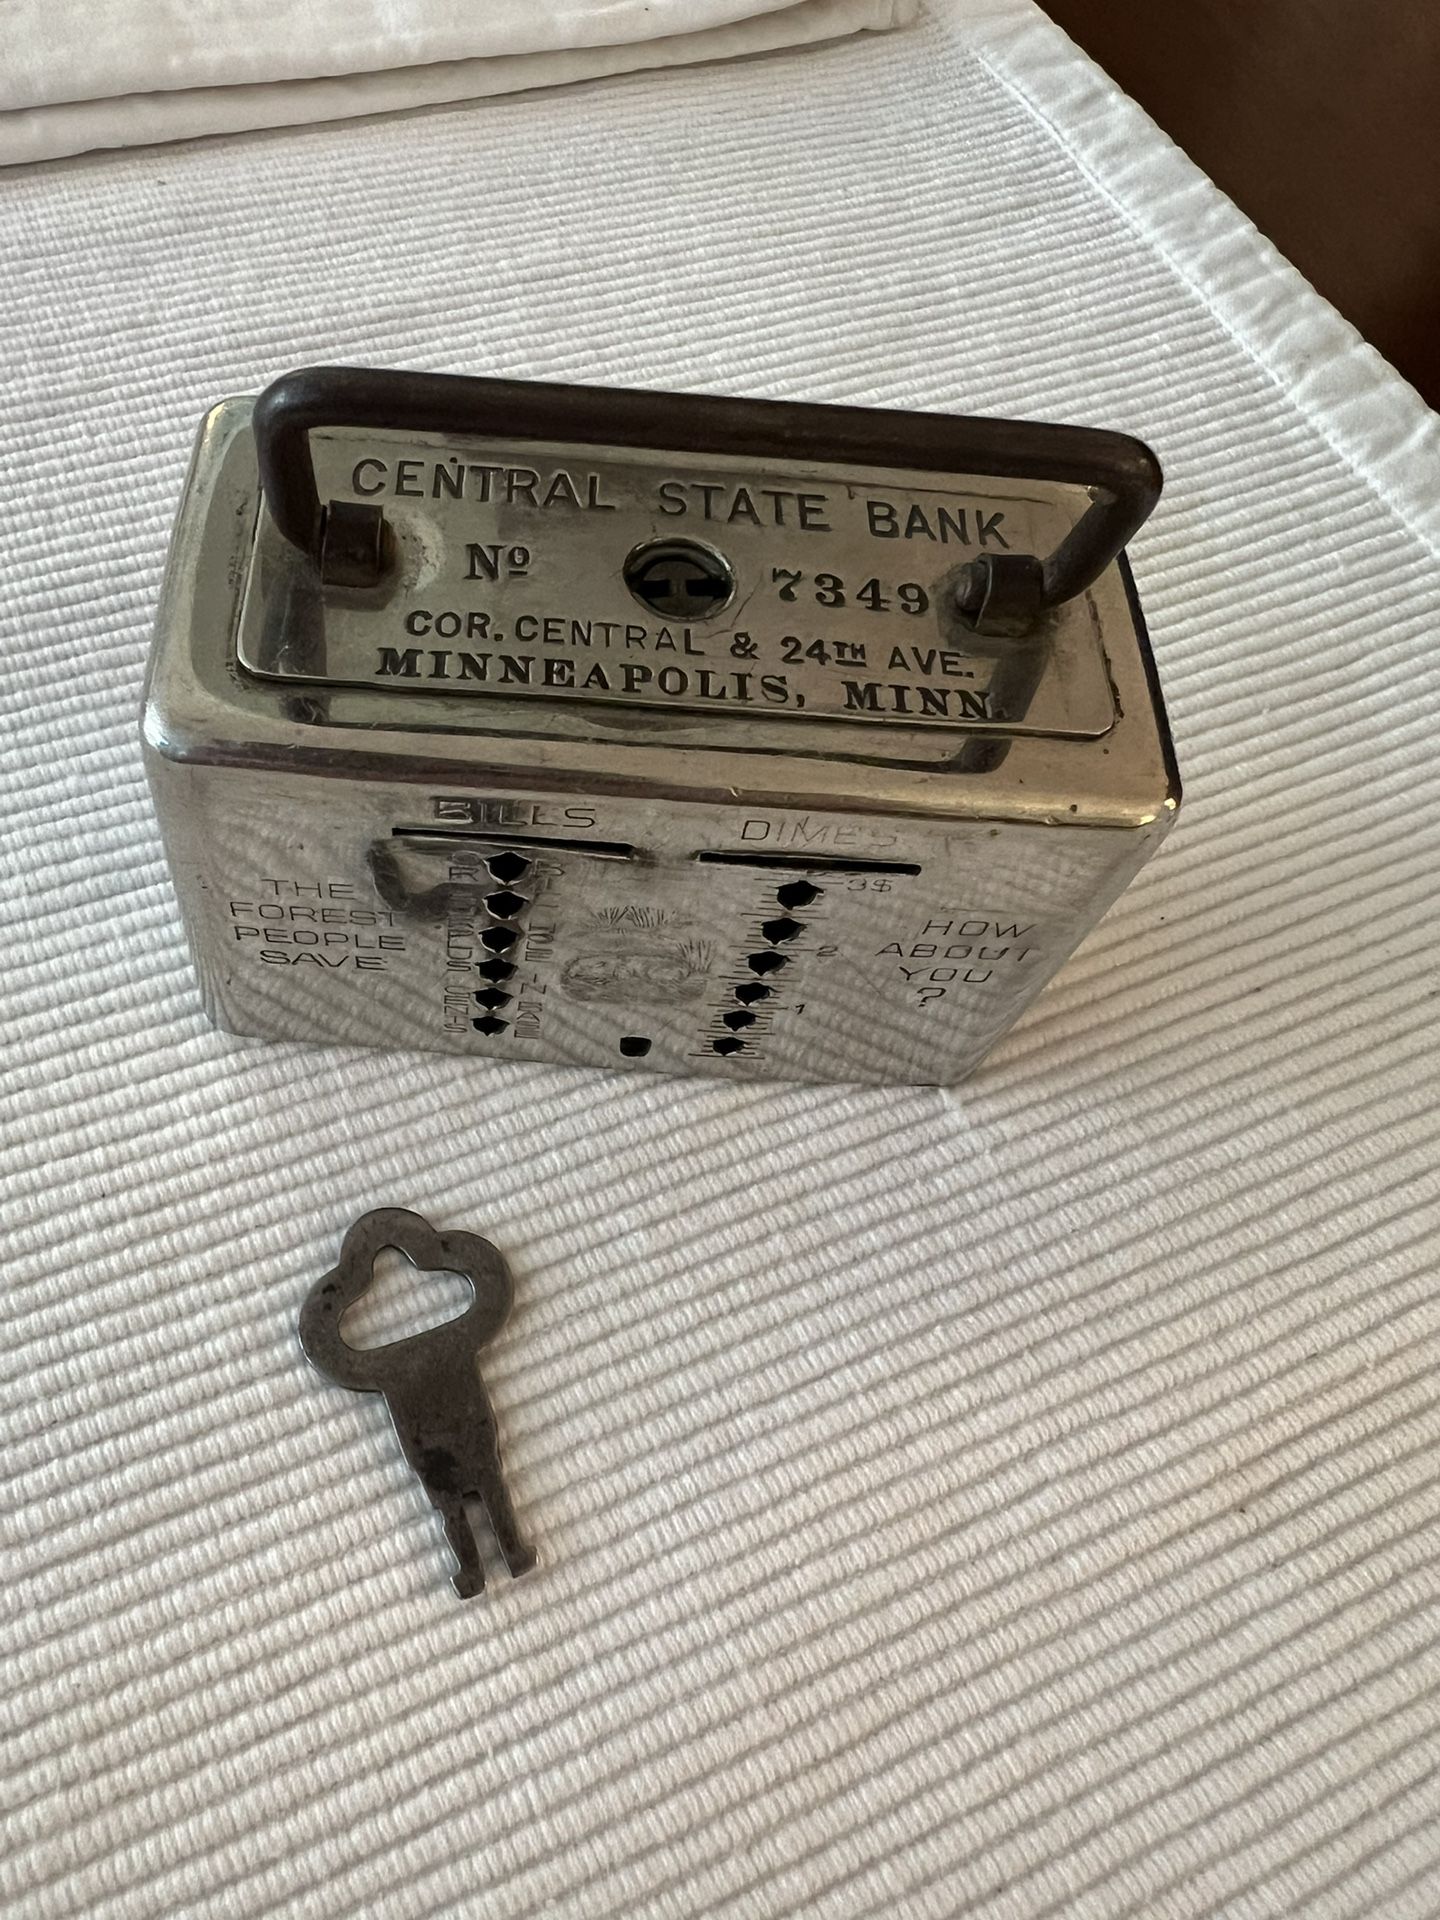 CENTRAL STATE BANK
Nº 7349
COR. CENTRAL & 24TH AVE.
MINNEAPOLIS, MINN.
BILLS
DIMES
THE
FOREST
PEOPLE
SAVE
3$
2
1
HOW
ABOUT
YOU
?